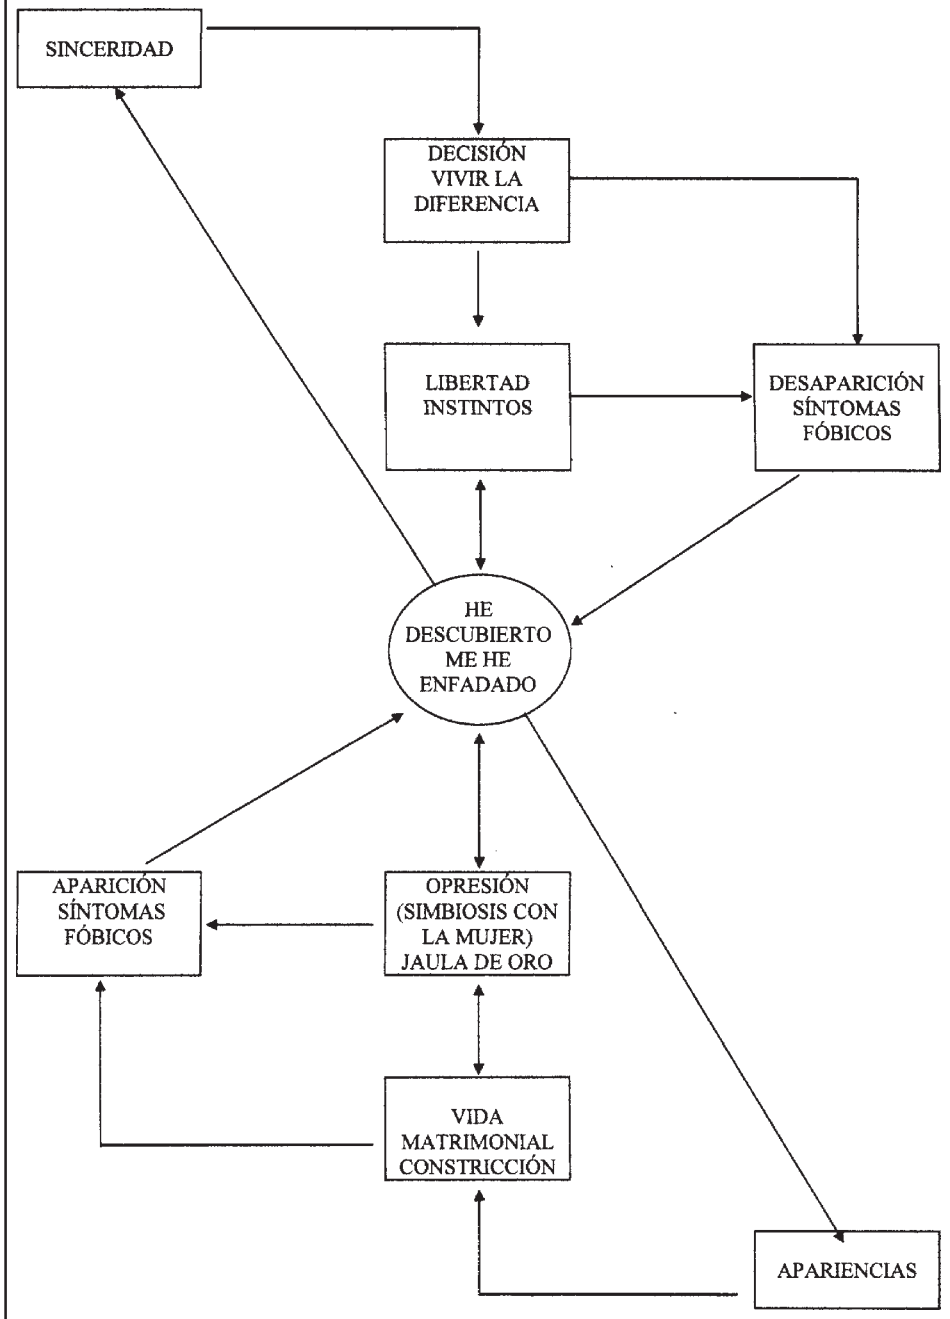 SINCERIDAD
DECISIÓN
VIVIR LA
DIFERENCIA
LIBERTAD
INSTINTOS
DESAPARICIÓN
SÍNTOMAS
FÓBICOS
HE
DESCUBIERTO
ME HE
ENFADADO
APARICIÓN
SÍNTOMAS
FÓBICOS
OPRESIÓN
(SIMBIOSIS CON
LA MUJER)
JAULA DE ORO
VIDA
MATRIMONIAL
CONSTRICCIÓN
APARIENCIAS